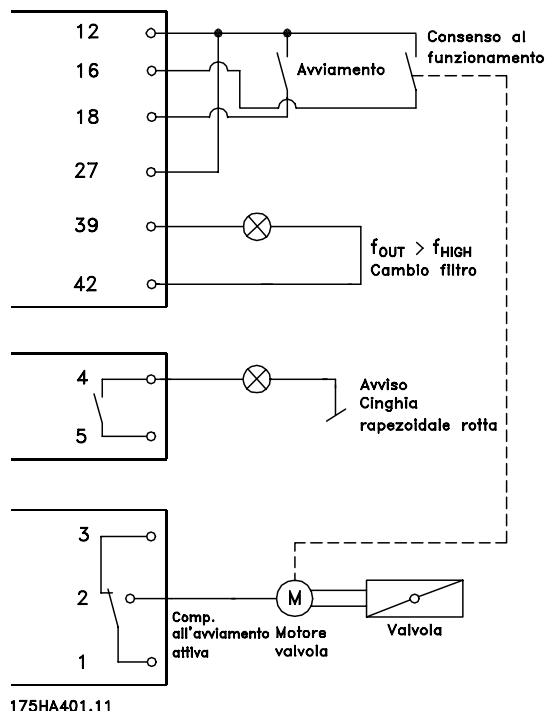 12
16
18
27
39
42
Consenso al
funzionamento
Avviamento
fOUT > fHIGH
Cambio filtro
4
5
Avviso
Cinghia
rapezoidale rotta
3
2
1
M
Comp.
all'avviamento
attiva
Motore
valvola
Valvola
175HA401.11